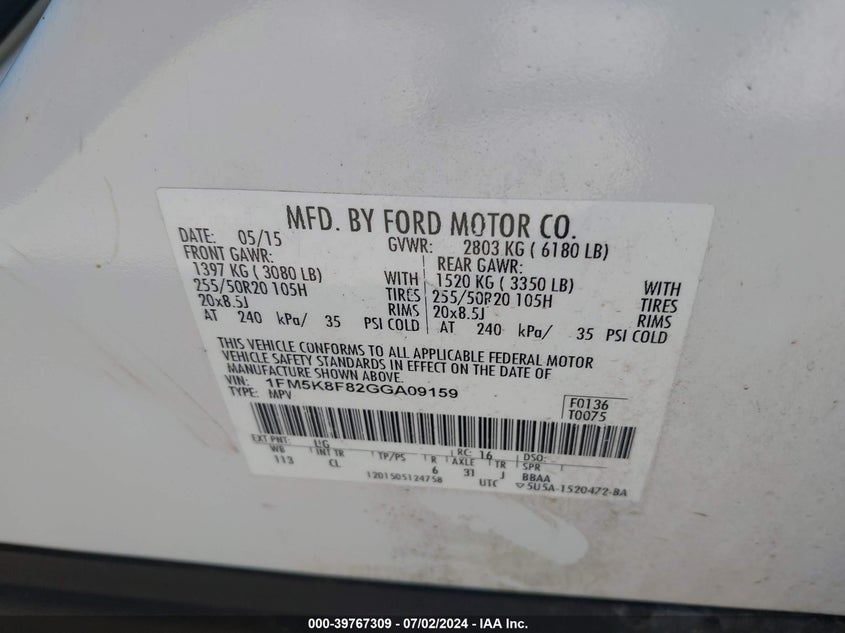 MFD. BY FORD MOTOR CO.
DATE: 05/15 GVWR: 2803 KG ( 6180 LB)
FRONT GAWR: REAR GAWR:
1397 KG ( 3080 LB) WITH 1520 KG ( 3350 LB) WITH
255/50R20 105H TIRES 255/50R20 105H TIRES
20x8.5J RIMS 20x8.5J RIMS
AT 240 kPa/ 35 PSI COLD AT 240 kPa/ 35 PSI COLD
THIS VEHICLE CONFORMS TO ALL APPLICABLE FEDERAL MOTOR
VEHICLE SAFETY STANDARDS IN EFFECT ON THE DATE OF
MANUFACTURE SHOWN ABOVE.
VIN: 1FM5K8F82GGA09159 F0136
TYPE: MPV T0075
EXT PNT: UG RC: 16 DSO:
WB INT TR TP/PS R AXLE TR SPR
113 CL 6 31 J BBAA
1201505124758 UTC ▽5U5A-1520472-BA
000-39767309 - 07/02/2024 - IAA Inc.